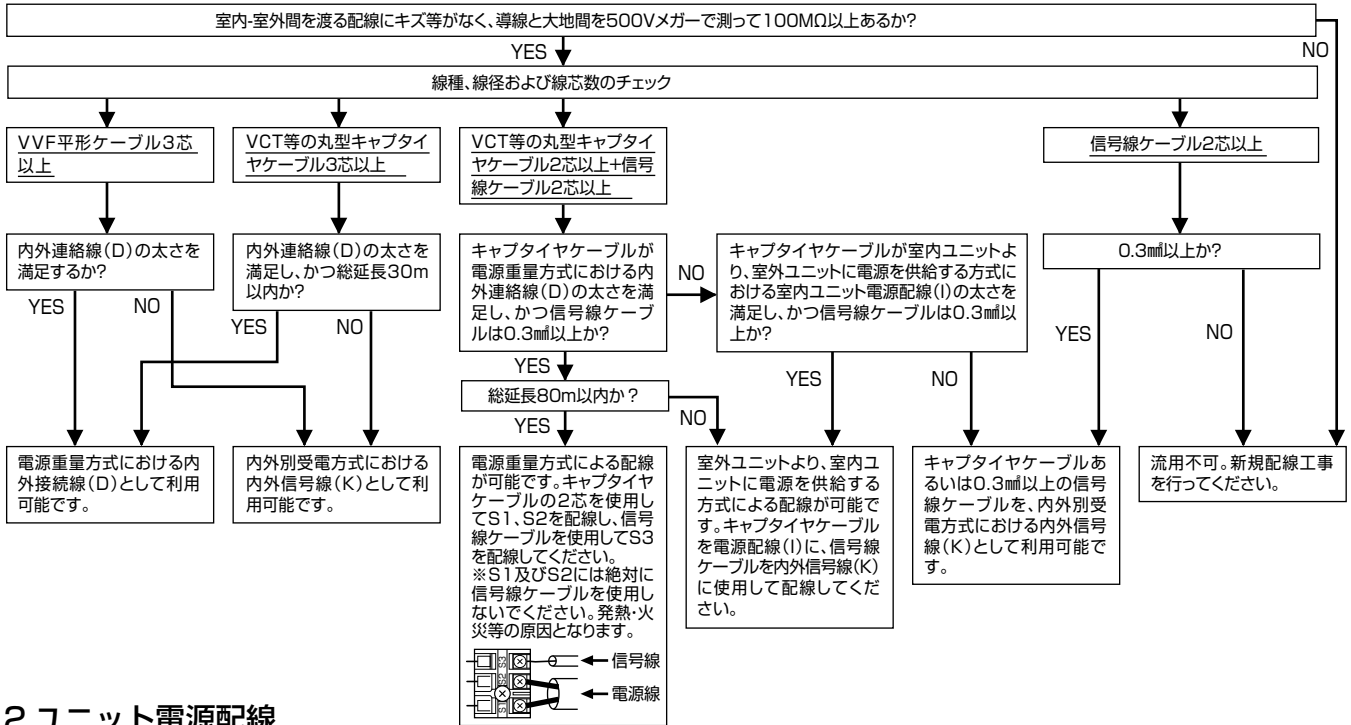 室内-室外間を渡る配線にキズ等がなく、導線と大地間を500Vメガーで測って100MΩ以上あるか?
YES
NO
線種、線径および線芯数のチェック
VVF平形ケーブル3芯
以上
VCT等の丸型キャプタイ
ヤケーブル3芯以上
VCT等の丸型キャプタイ
ヤケーブル2芯以上+信号
線ケーブル2芯以上
信号線ケーブル2芯以上
内外連絡線(D)の太さを
満足するか?
内外連絡線(D)の太さを
満足し、かつ総延長30m
以内か?
キャプタイヤケーブルが
電源重量方式における内
外連絡線(D)の太さを満
足し、かつ信号線ケーブ
ルは0.3㎟以上か?
NO
キャプタイヤケーブルが室内ユニットよ
り、室外ユニットに電源を供給する方式に
おける室内ユニット電源配線(I)の太さを
満足し、かつ信号線ケーブルは0.3㎟以
上か?
0.3㎟以上か?
YES
NO
YES
NO
YES
総延長80m以内か?
NO
YES
YES
NO
YES
NO
電源重量方式における内
外接続線(D)として利用
可能です。
内外別受電方式における
内外信号線(K)として利
用可能です。
電源重量方式による配線
が可能です。キャプタイヤ
ケーブルの2芯を使用し
てS1、S2を配線し、信号
線ケーブルを使用してS3
を配線してください。
※S1及びS2には絶対に
信号線ケーブルを使用し
ないでください。発熱・火
災等の原因となります。
S3
S2
S1
信号線
電源線
室外ユニットより、室内ユ
ニットに電源を供給する
方式による配線が可能で
す。キャプタイヤケーブル
を電源配線(I)に、信号線
ケーブルを内外信号線(K)
に使用して配線してくだ
さい。
キャプタイヤケーブルあ
るいは0.3㎟以上の信号
線ケーブルを、内外別受
電方式における内外信号
線(K)として利用可能で
す。
流用不可。新規配線工事
を行ってください。
2.ユニット電源配線